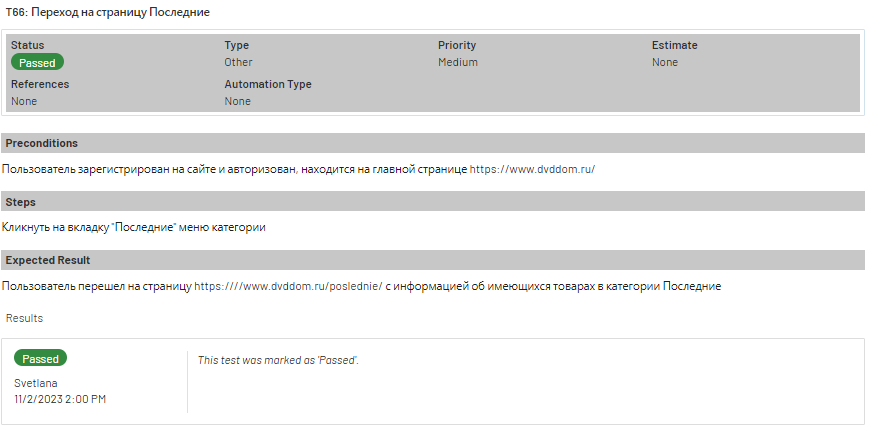 T66: Переход на страницу Последние
Status Type Priority Estimate
Passed Other Medium None
References Automation Type
None None
Preconditions
Пользователь зарегистрирован на сайте и авторизован, находится на главной странице https://www.dvddom.ru/
Steps
Кликнуть на вкладку "Последние" меню категории
Expected Result
Пользователь перешел на страницу https:////www.dvddom.ru/poslednie/ с информацией об имеющихся товарах в категории Последние
Results
Passed This test was marked as 'Passed'.
Svetlana
11/2/2023 2:00 PM